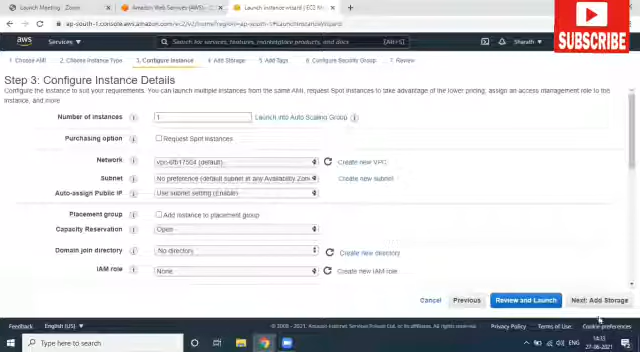 Launch Meeting - Zoom
Amazon Web Services (AWS) - C
Launch instance wizard | EC2 M
ap-south-1.console.aws.amazon.com/ec2/v2/home?region=ap-south-1#LaunchInstanceWizard:
SUBSCRIBE
aws
Services
Search for services, features, marketplace products, and docs
[Alt+S]
Sharath
1. Choose AMI
2. Choose Instance Type
3. Configure Instance
4. Add Storage
5. Add Tags
6. Configure Security Group
7. Review
Step 3: Configure Instance Details
Configure the instance to suit your requirements. You can launch multiple instances from the same AMI, request Spot instances to take advantage of the lower pricing, assign an access management role to the
instance, and more
Number of instances
1
Launch into Auto Scaling Group
Purchasing option
Request Spot instances
Network
(default)
Create new VPC
Subnet
No preference (default subnet in any Availability Zone
Create new subnet
Auto-assign Public IP
Use subnet setting (Enable)
Placement group
Add instance to placement group
Capacity Reservation
Open
Domain join directory
No directory
Create new directory
IAM role
None
Create new IAM role
Cancel
Previous
Review and Launch
Next: Add Storage
Feedback
English (US)
© 2008 - 2021, Amazon Internet Services Private Ltd. or its affiliates. All rights reserved.
Privacy Policy
Terms of Use
Cookie preferences
Type here to search
ENG
14:33
27-06-2021